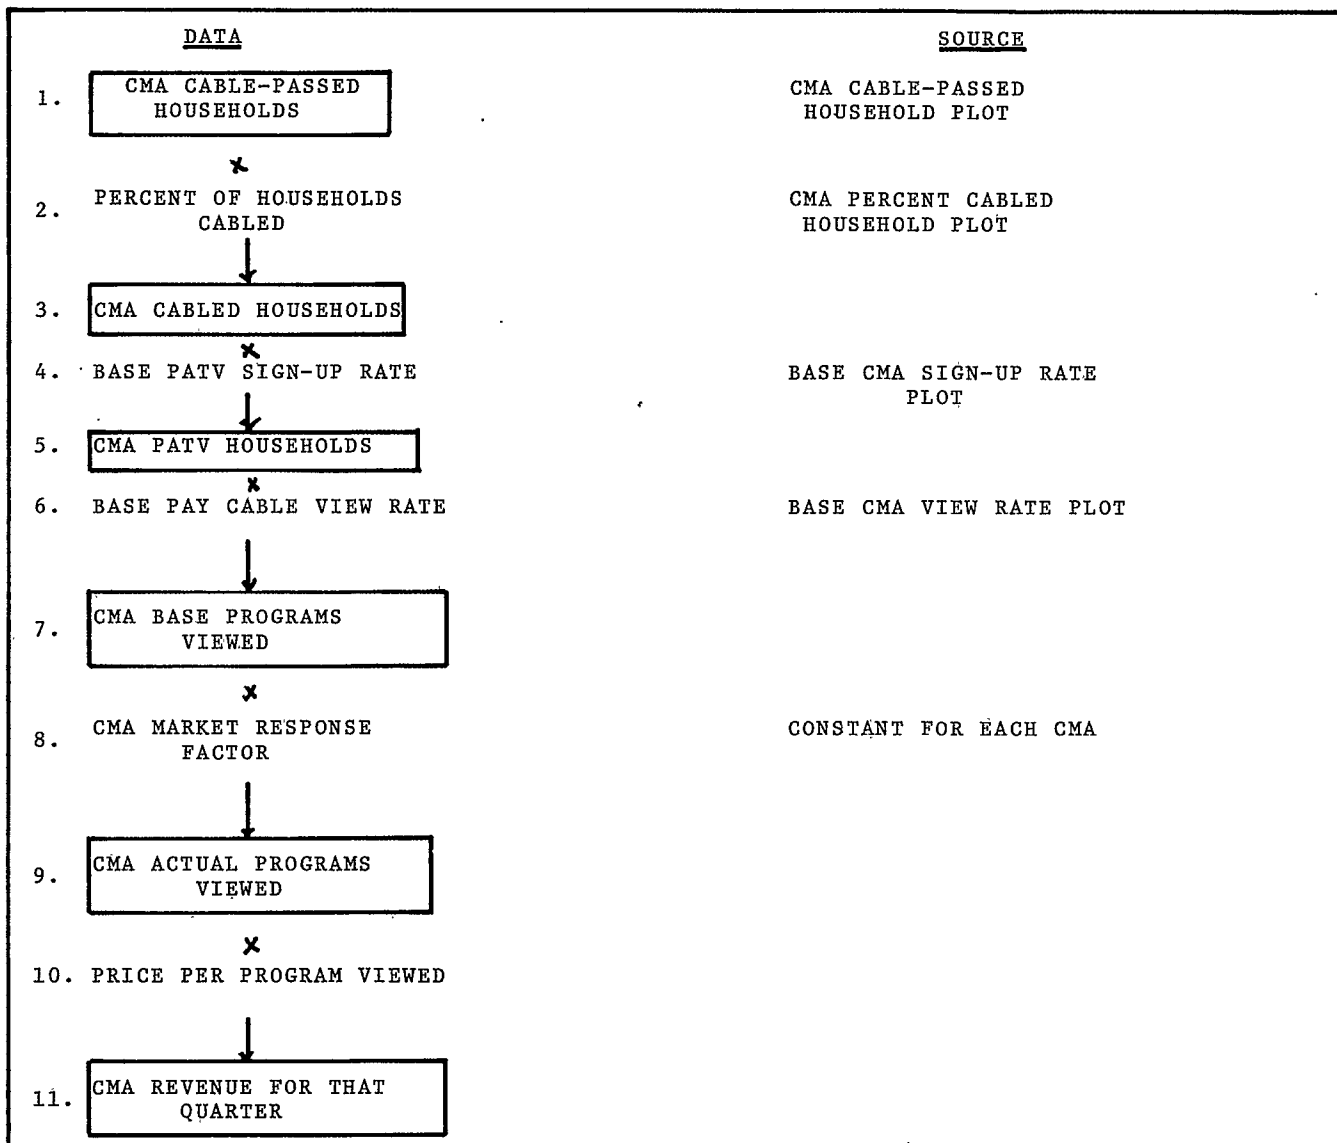 DATA SOURCE
1. CMA CABLE-PASSED CMA CABLE-PASSED
HOUSEHOLDS HOUSEHOLD PLOT
x
2. PERCENT OF HOUSEHOLDS CMA PERCENT CABLED
CABLED HOUSEHOLD PLOT
3. CMA CABLED HOUSEHOLDS
x
4. BASE PATV SIGN-UP RATE BASE CMA SIGN-UP RATE
PLOT
5. CMA PATV HOUSEHOLDS
x
6. BASE PAY CABLE VIEW RATE BASE CMA VIEW RATE PLOT
7. CMA BASE PROGRAMS
VIEWED
x
8. CMA MARKET RESPONSE CONSTANT FOR EACH CMA
FACTOR
9. CMA ACTUAL PROGRAMS
VIEWED
x
10. PRICE PER PROGRAM VIEWED
11. CMA REVENUE FOR THAT
QUARTER